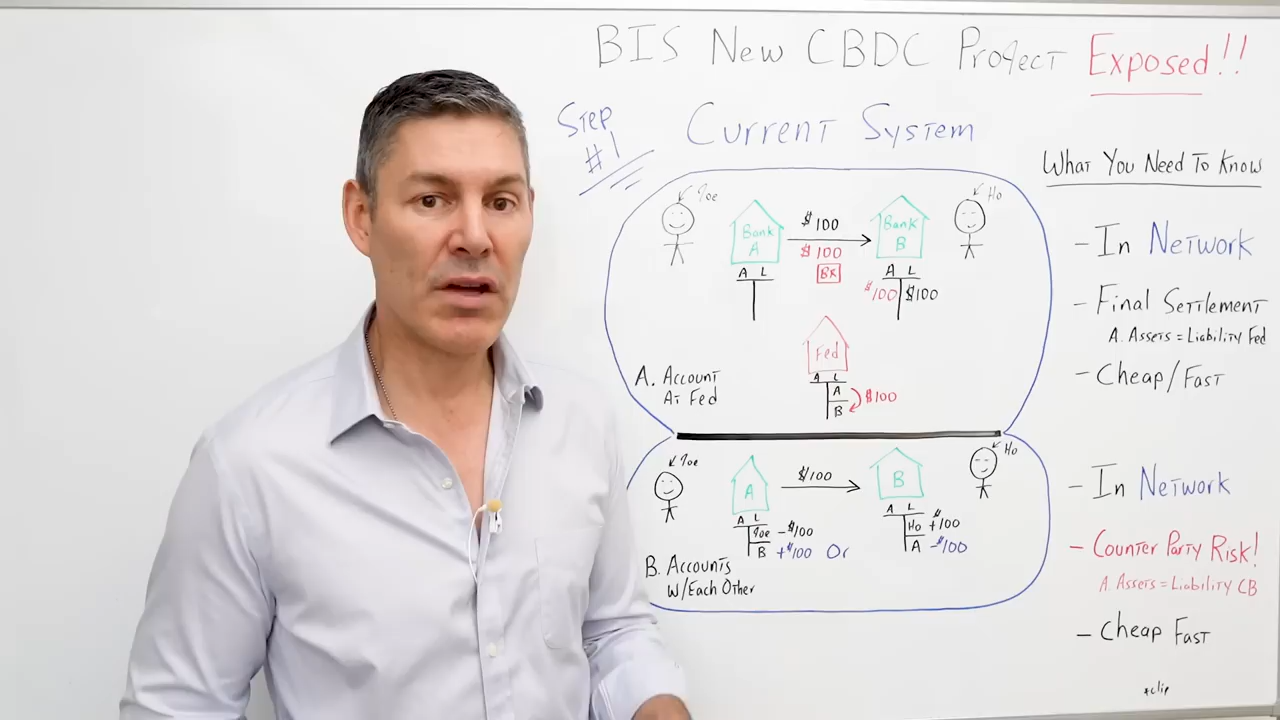 BIS New CBDC Project Exposed!!
Step #1
Current System
Joe
Bank A
$100
$100
BR
Bank B
Ho
A L
A L
$100 $100
Fed
A L
A
B
$100
A. Account
At Fed
Joe
A
$100
B
Ho
A L
Joe -$100
B +$100 Or
A L
Ho +$100
A -$100
B. Accounts
W/Each Other
What You Need To Know
- In Network
- Final Settlement
A. Assets = Liability Fed
- Cheap/Fast
- In Network
- Counter Party Risk!
A. Assets = Liability CB
- Cheap Fast
*clip